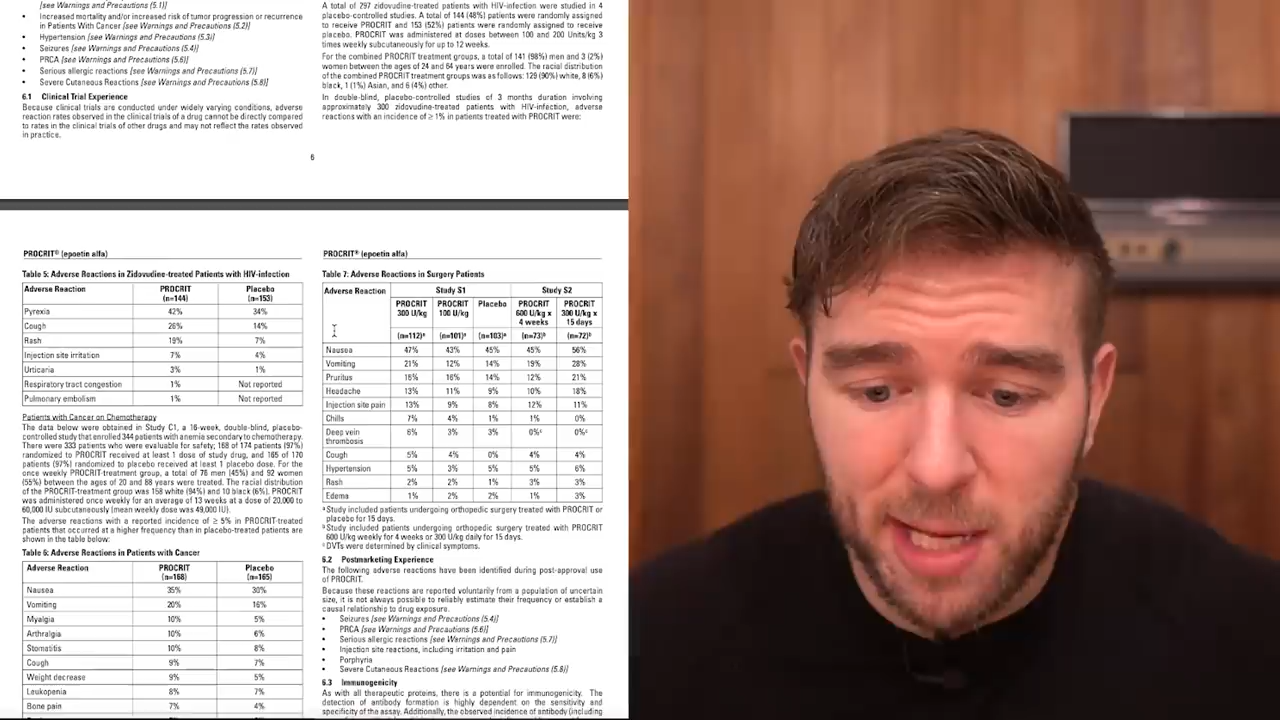 [see Warnings and Precautions (5.1)]
• Increased mortality and/or increased risk of tumor progression or recurrence
in Patients With Cancer [see Warnings and Precautions (5.2)]
• Hypertension [see Warnings and Precautions (5.3)]
• Seizures [see Warnings and Precautions (5.4)]
• PRCA [see Warnings and Precautions (5.6)]
• Serious allergic reactions [see Warnings and Precautions (5.7)]
• Severe Cutaneous Reactions [see Warnings and Precautions (5.8)]
6.1 Clinical Trial Experience
Because clinical trials are conducted under widely varying conditions, adverse
reaction rates observed in the clinical trials of a drug cannot be directly compared
to rates in the clinical trials of other drugs and may not reflect the rates observed
in practice.
A total of 297 zidovudine-treated patients with HIV-infection were studied in 4
placebo-controlled studies. A total of 144 (48%) patients were randomly assigned
to receive PROCRIT and 153 (52%) patients were randomly assigned to receive
placebo. PROCRIT was administered at doses between 100 and 200 Units/kg 3
times weekly subcutaneously for up to 12 weeks.
For the combined PROCRIT treatment groups, a total of 141 (98%) men and 3 (2%)
women between the ages of 24 and 64 years were enrolled. The racial distribution
of the combined PROCRIT treatment groups was as follows: 129 (90%) white, 8 (6%)
black, 1 (1%) Asian, and 6 (4%) other.
In double-blind, placebo-controlled studies of 3 months duration involving
approximately 300 zidovudine-treated patients with HIV-infection, adverse
reactions with an incidence of ≥ 1% in patients treated with PROCRIT were:
6
PROCRIT® (epoetin alfa)
Table 5: Adverse Reactions in Zidovudine-treated Patients with HIV-infection
Adverse Reaction PROCRIT Placebo
(n=144) (n=153)
Pyrexia 42% 34%
Cough 26% 14%
Rash 19% 7%
Injection site irritation 7% 4%
Urticaria 3% 1%
Respiratory tract congestion 1% Not reported
Pulmonary embolism 1% Not reported
Patients with Cancer on Chemotherapy
The data below were obtained in Study C1, a 16-week, double-blind, placebo-
controlled study that enrolled 344 patients with anemia secondary to chemotherapy.
There were 333 patients who were evaluable for safety; 168 of 174 patients (97%)
randomized to PROCRIT received at least 1 dose of study drug, and 165 of 170
patients (97%) randomized to placebo received at least 1 placebo dose. For the
once weekly PROCRIT-treatment group, a total of 76 men (45%) and 92 women
(55%) between the ages of 20 and 88 years were treated. The racial distribution
of the PROCRIT-treatment group was 158 white (94%) and 10 black (6%). PROCRIT
was administered once weekly for an average of 13 weeks at a dose of 20,000 to
60,000 IU subcutaneously (mean weekly dose was 49,000 IU).
The adverse reactions with a reported incidence of ≥ 5% in PROCRIT-treated
patients that occurred at a higher frequency than in placebo-treated patients are
shown in the table below:
Table 6: Adverse Reactions in Patients with Cancer
Adverse Reaction PROCRIT Placebo
(n=168) (n=165)
Nausea 35% 30%
Vomiting 20% 16%
Myalgia 10% 5%
Arthralgia 10% 6%
Stomatitis 10% 8%
Cough 9% 7%
Weight decrease 9% 5%
Leukopenia 8% 7%
Bone pain 7% 4%
PROCRIT® (epoetin alfa)
Table 7: Adverse Reactions in Surgery Patients
Adverse Reaction Study S1 Study S2
PROCRIT PROCRIT Placebo PROCRIT PROCRIT
300 U/kg 100 U/kg 600 U/kg x 300 U/kg x
4 weeks 15 days
(n=112)ᵃ (n=101)ᵃ (n=103)ᵃ (n=73)ᵇ (n=72)ᵇ
Nausea 47% 43% 45% 45% 56%
Vomiting 21% 12% 14% 19% 28%
Pruritus 16% 16% 14% 12% 21%
Headache 13% 11% 9% 10% 18%
Injection site pain 13% 9% 8% 12% 11%
Chills 7% 4% 1% 1% 0%
Deep vein 6% 3% 3% 0%ᶜ 0%ᶜ
thrombosis
Cough 5% 4% 0% 4% 4%
Hypertension 5% 3% 5% 5% 6%
Rash 2% 2% 1% 3% 3%
Edema 1% 2% 2% 1% 3%
ᵃ Study included patients undergoing orthopedic surgery treated with PROCRIT or
placebo for 15 days.
ᵇ Study included patients undergoing orthopedic surgery treated with PROCRIT
600 U/kg weekly for 4 weeks or 300 U/kg daily for 15 days.
ᶜ DVTs were determined by clinical symptoms.
6.2 Postmarketing Experience
The following adverse reactions have been identified during post-approval use
of PROCRIT.
Because these reactions are reported voluntarily from a population of uncertain
size, it is not always possible to reliably estimate their frequency or establish a
causal relationship to drug exposure.
• Seizures [see Warnings and Precautions (5.4)]
• PRCA [see Warnings and Precautions (5.6)]
• Serious allergic reactions [see Warnings and Precautions (5.7)]
• Injection site reactions, including irritation and pain
• Porphyria
• Severe Cutaneous Reactions [see Warnings and Precautions (5.8)]
6.3 Immunogenicity
As with all therapeutic proteins, there is a potential for immunogenicity. The
detection of antibody formation is highly dependent on the sensitivity and
specificity of the assay. Additionally, the observed incidence of antibody (including